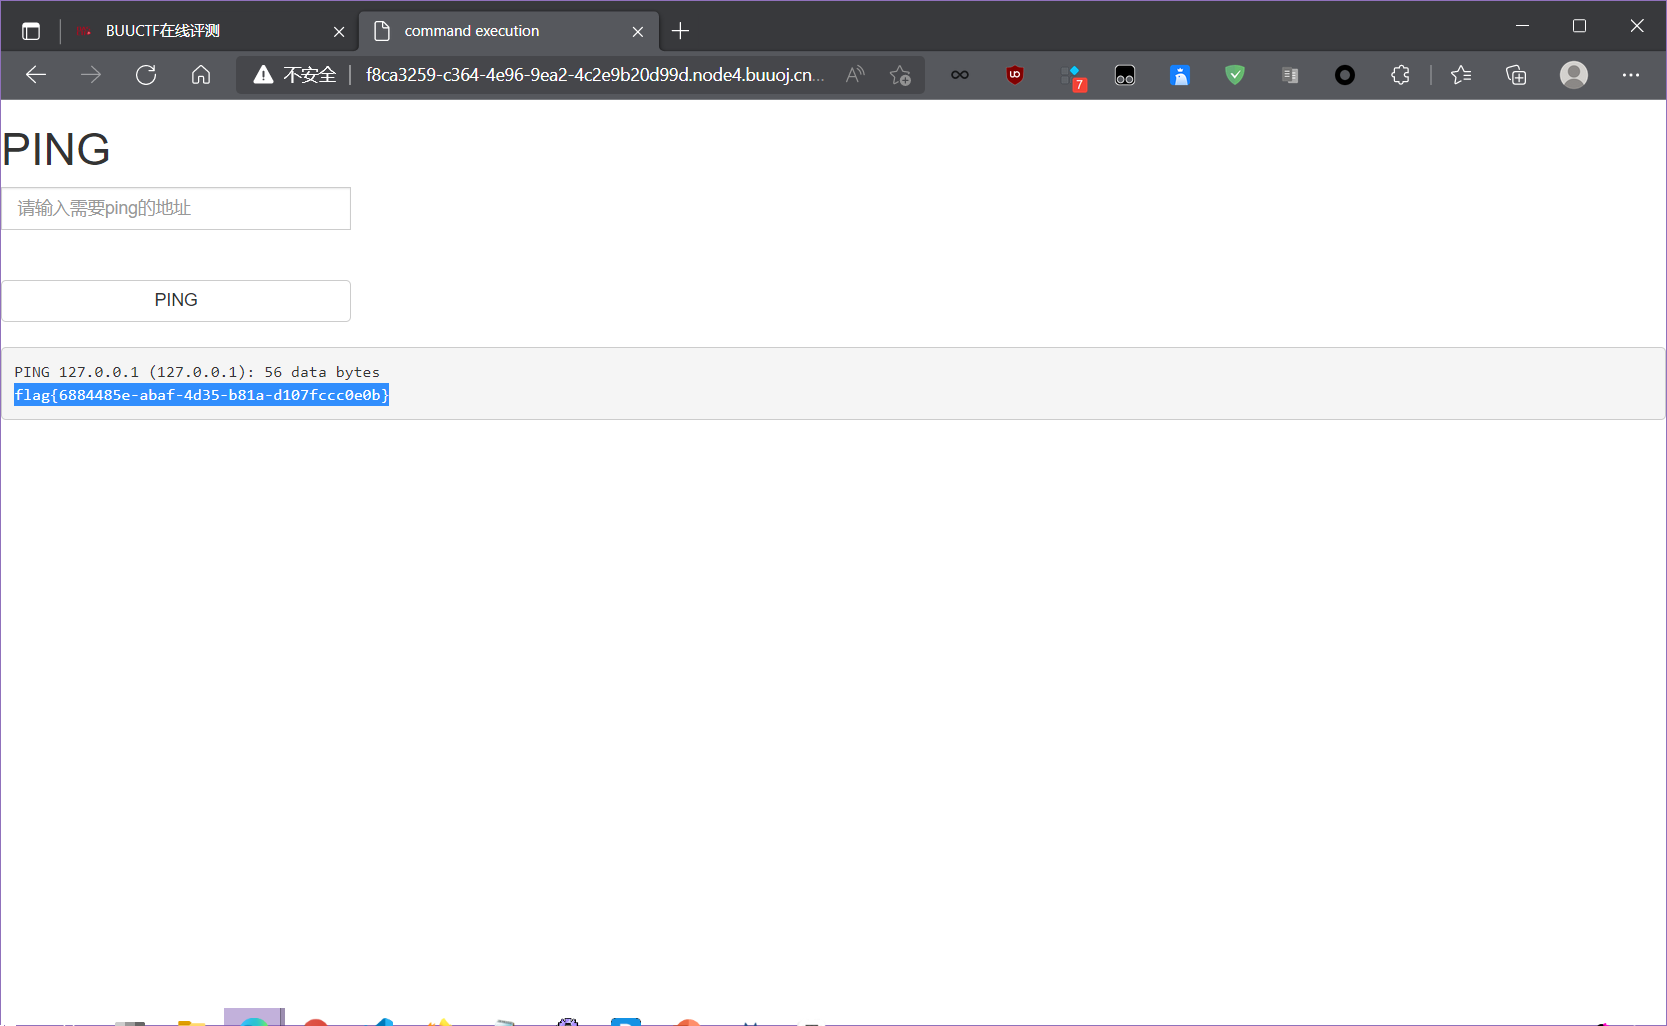 BUUCTF在线评测
command execution
不安全
f8ca3259-c364-4e96-9ea2-4c2e9b20d99d.node4.buuoj.cn...
7
PING
请输入需要ping的地址
PING
PING 127.0.0.1 (127.0.0.1): 56 data bytes
flag{6884485e-abaf-4d35-b81a-d107fccc0e0b}